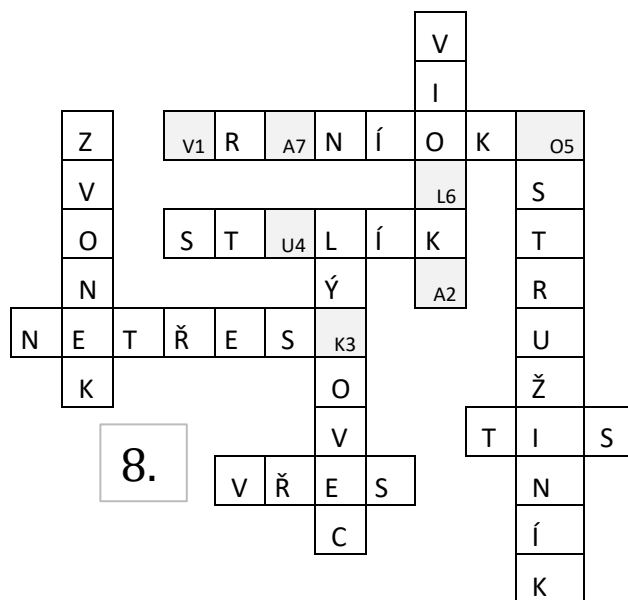 V
I
Z V1 R A7 N Í O K O5
V L6 S
O S T U4 L Í K T
N Ý A2 R
N E T Ř E S K3 U
K O Ž
8. V T I S
V Ř E S N
C Í
K